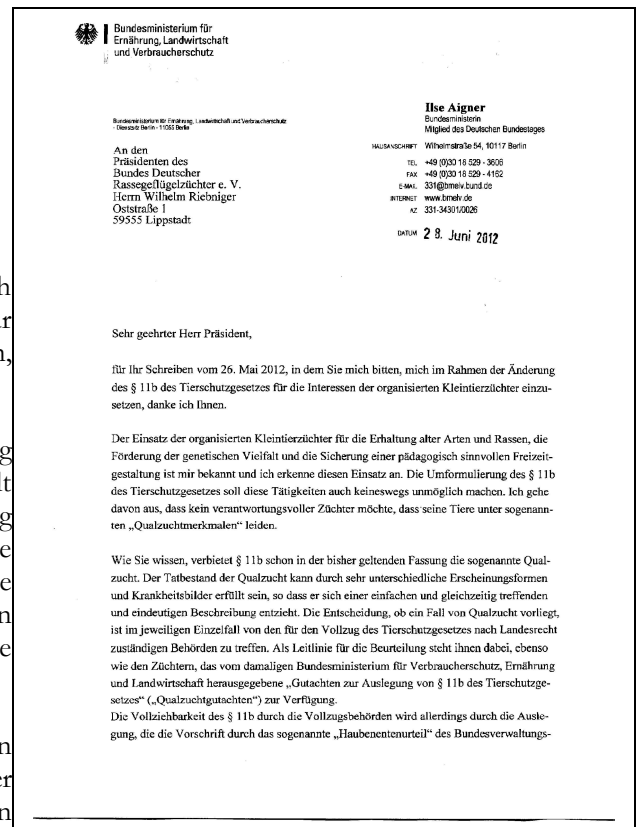 Bundesministerium für
Ernährung, Landwirtschaft
und Verbraucherschutz
Bundesministerium für Ernährung, Landwirtschaft und Verbraucherschutz
- Dienstsitz Berlin - 11055 Berlin
An den
Präsidenten des
Bundes Deutscher
Rassegeflügelzüchter e. V.
Herrn Wilhelm Riebniger
Oststraße 1
59555 Lippstadt
Ilse Aigner
Bundesministerin
Mitglied des Deutschen Bundestages
HAUSANSCHRIFT Wilhelmstraße 54, 10117 Berlin
TEL +49 (0)30 18 529 - 3606
FAX +49 (0)30 18 529 - 4162
E-MAIL 331@bmelv.bund.de
INTERNET www.bmelv.de
AZ 331-34301/0026
DATUM 28. Juni 2012
Sehr geehrter Herr Präsident,
für Ihr Schreiben vom 26. Mai 2012, in dem Sie mich bitten, mich im Rahmen der Änderung
des § 11b des Tierschutzgesetzes für die Interessen der organisierten Kleintierzüchter einzu-
setzen, danke ich Ihnen.
Der Einsatz der organisierten Kleintierzüchter für die Erhaltung alter Arten und Rassen, die
Förderung der genetischen Vielfalt und die Sicherung einer pädagogisch sinnvollen Freizeit-
gestaltung ist mir bekannt und ich erkenne diesen Einsatz an. Die Umformulierung des § 11b
des Tierschutzgesetzes soll diese Tätigkeiten auch keineswegs unmöglich machen. Ich gehe
davon aus, dass kein verantwortungsvoller Züchter möchte, dass seine Tiere unter sogenann-
ten „Qualzuchtmerkmalen" leiden.
Wie Sie wissen, verbietet § 11b schon in der bisher geltenden Fassung die sogenannte Qual-
zucht. Der Tatbestand der Qualzucht kann durch sehr unterschiedliche Erscheinungsformen
und Krankheitsbilder erfüllt sein, so dass er sich einer einfachen und gleichzeitig treffenden
und eindeutigen Beschreibung entzieht. Die Entscheidung, ob ein Fall von Qualzucht vorliegt,
ist im jeweiligen Einzelfall von den für den Vollzug des Tierschutzgesetzes nach Landesrecht
zuständigen Behörden zu treffen. Als Leitlinie für die Beurteilung steht ihnen dabei, ebenso
wie den Züchtern, das vom damaligen Bundesministerium für Verbraucherschutz, Ernährung
und Landwirtschaft herausgegebene „Gutachten zur Auslegung von § 11b des Tierschutzge-
setzes" („Qualzuchtgutachten") zur Verfügung.
Die Vollziehbarkeit des § 11b durch die Vollzugsbehörden wird allerdings durch die Ausle-
gung, die die Vorschrift durch das sogenannte „Haubenentenurteil" des Bundesverwaltungs-